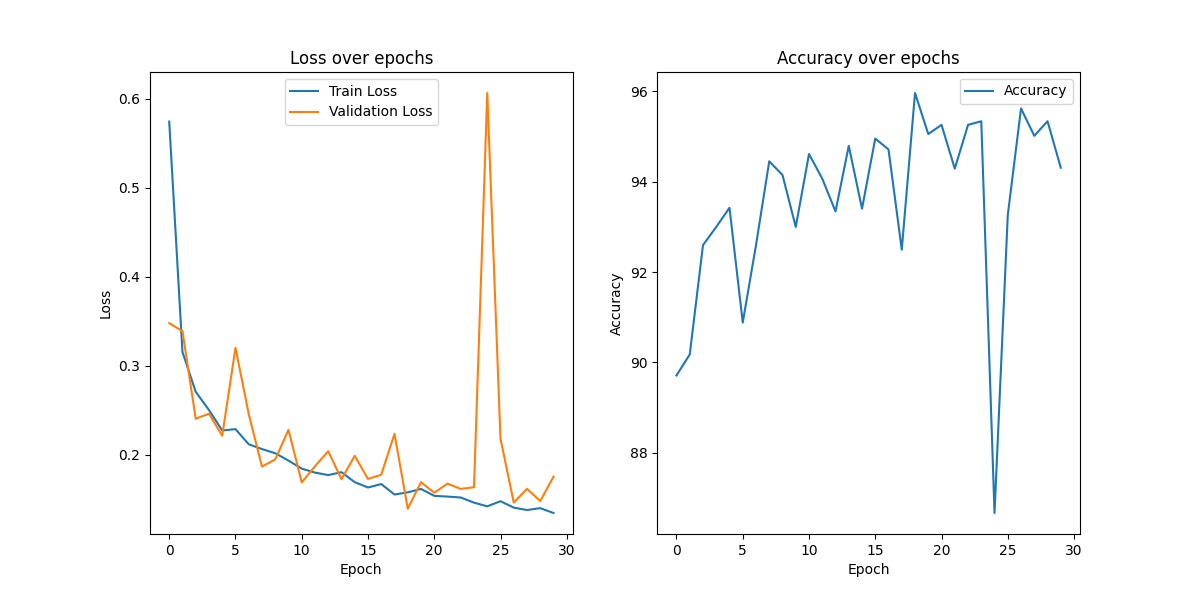 Loss over epochs
Train Loss
Validation Loss
0.6
0.5
0.4
0.3
0.2
Loss
0 5 10 15 20 25 30
Epoch
Accuracy over epochs
Accuracy
96
94
92
90
88
Accuracy
0 5 10 15 20 25 30
Epoch